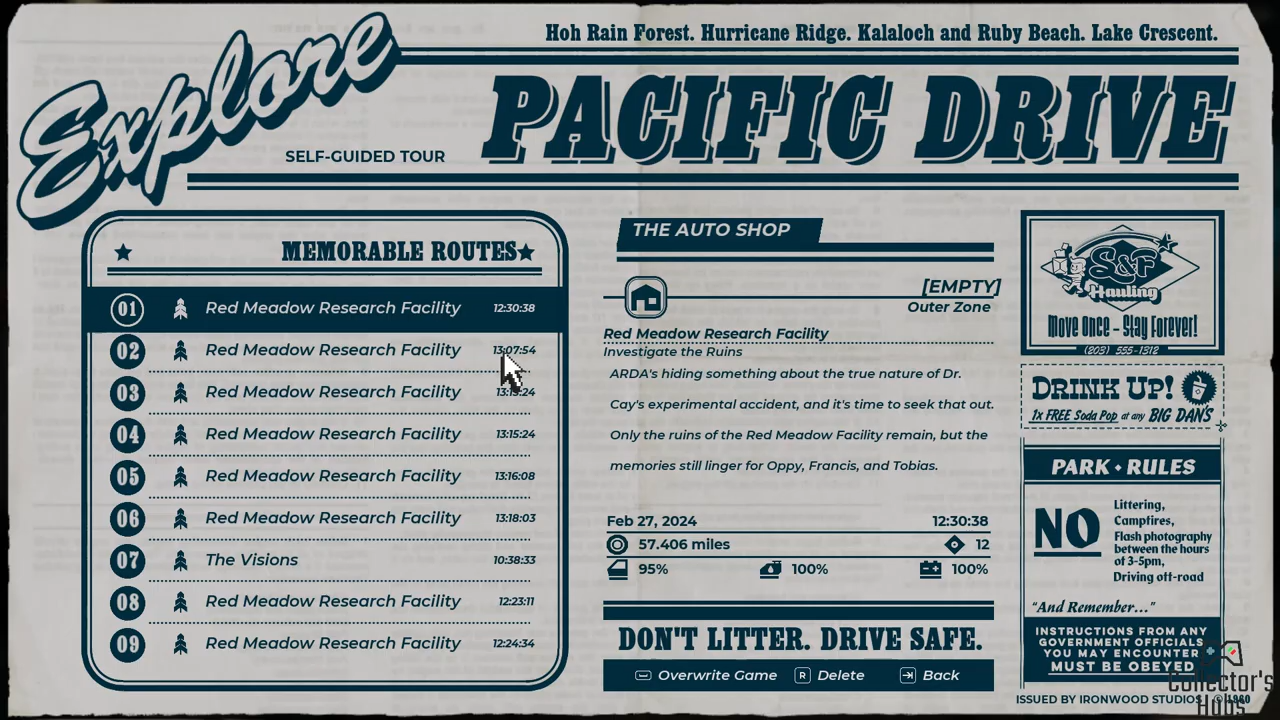 Explore
Hoh Rain Forest. Hurricane Ridge. Kalaloch and Ruby Beach. Lake Crescent.
PACIFIC DRIVE
SELF-GUIDED TOUR
MEMORABLE ROUTES
01 Red Meadow Research Facility 12:30:38
02 Red Meadow Research Facility 13:07:54
03 Red Meadow Research Facility
04 Red Meadow Research Facility 13:15:24
05 Red Meadow Research Facility 13:16:08
06 Red Meadow Research Facility 13:18:03
07 The Visions 10:38:33
08 Red Meadow Research Facility 12:23:11
09 Red Meadow Research Facility 12:24:34
THE AUTO SHOP
[EMPTY]
Outer Zone
Red Meadow Research Facility
Investigate the Ruins
ARDA's hiding something about the true nature of Dr.
Cay's experimental accident, and it's time to seek that out.
Only the ruins of the Red Meadow Facility remain, but the
memories still linger for Oppy, Francis, and Tobias.
Feb 27, 2024 12:30:38
57.406 miles 12
95% 100% 100%
DON'T LITTER. DRIVE SAFE.
Overwrite Game R Delete Back
S&F
Hauling
Move Once - Stay Forever!
(203) 555-1312
DRINK UP!
1x FREE Soda Pop at any BIG DAN'S
PARK • RULES
NO
Littering,
Campfires,
Flash photography
between the hours
of 3-5pm,
Driving off-road
"And Remember..."
INSTRUCTIONS FROM ANY
GOVERNMENT OFFICIALS
YOU MAY ENCOUNTER
MUST BE OBEYED
ISSUED BY IRONWOOD STUDIOS
Collector's
Hubs